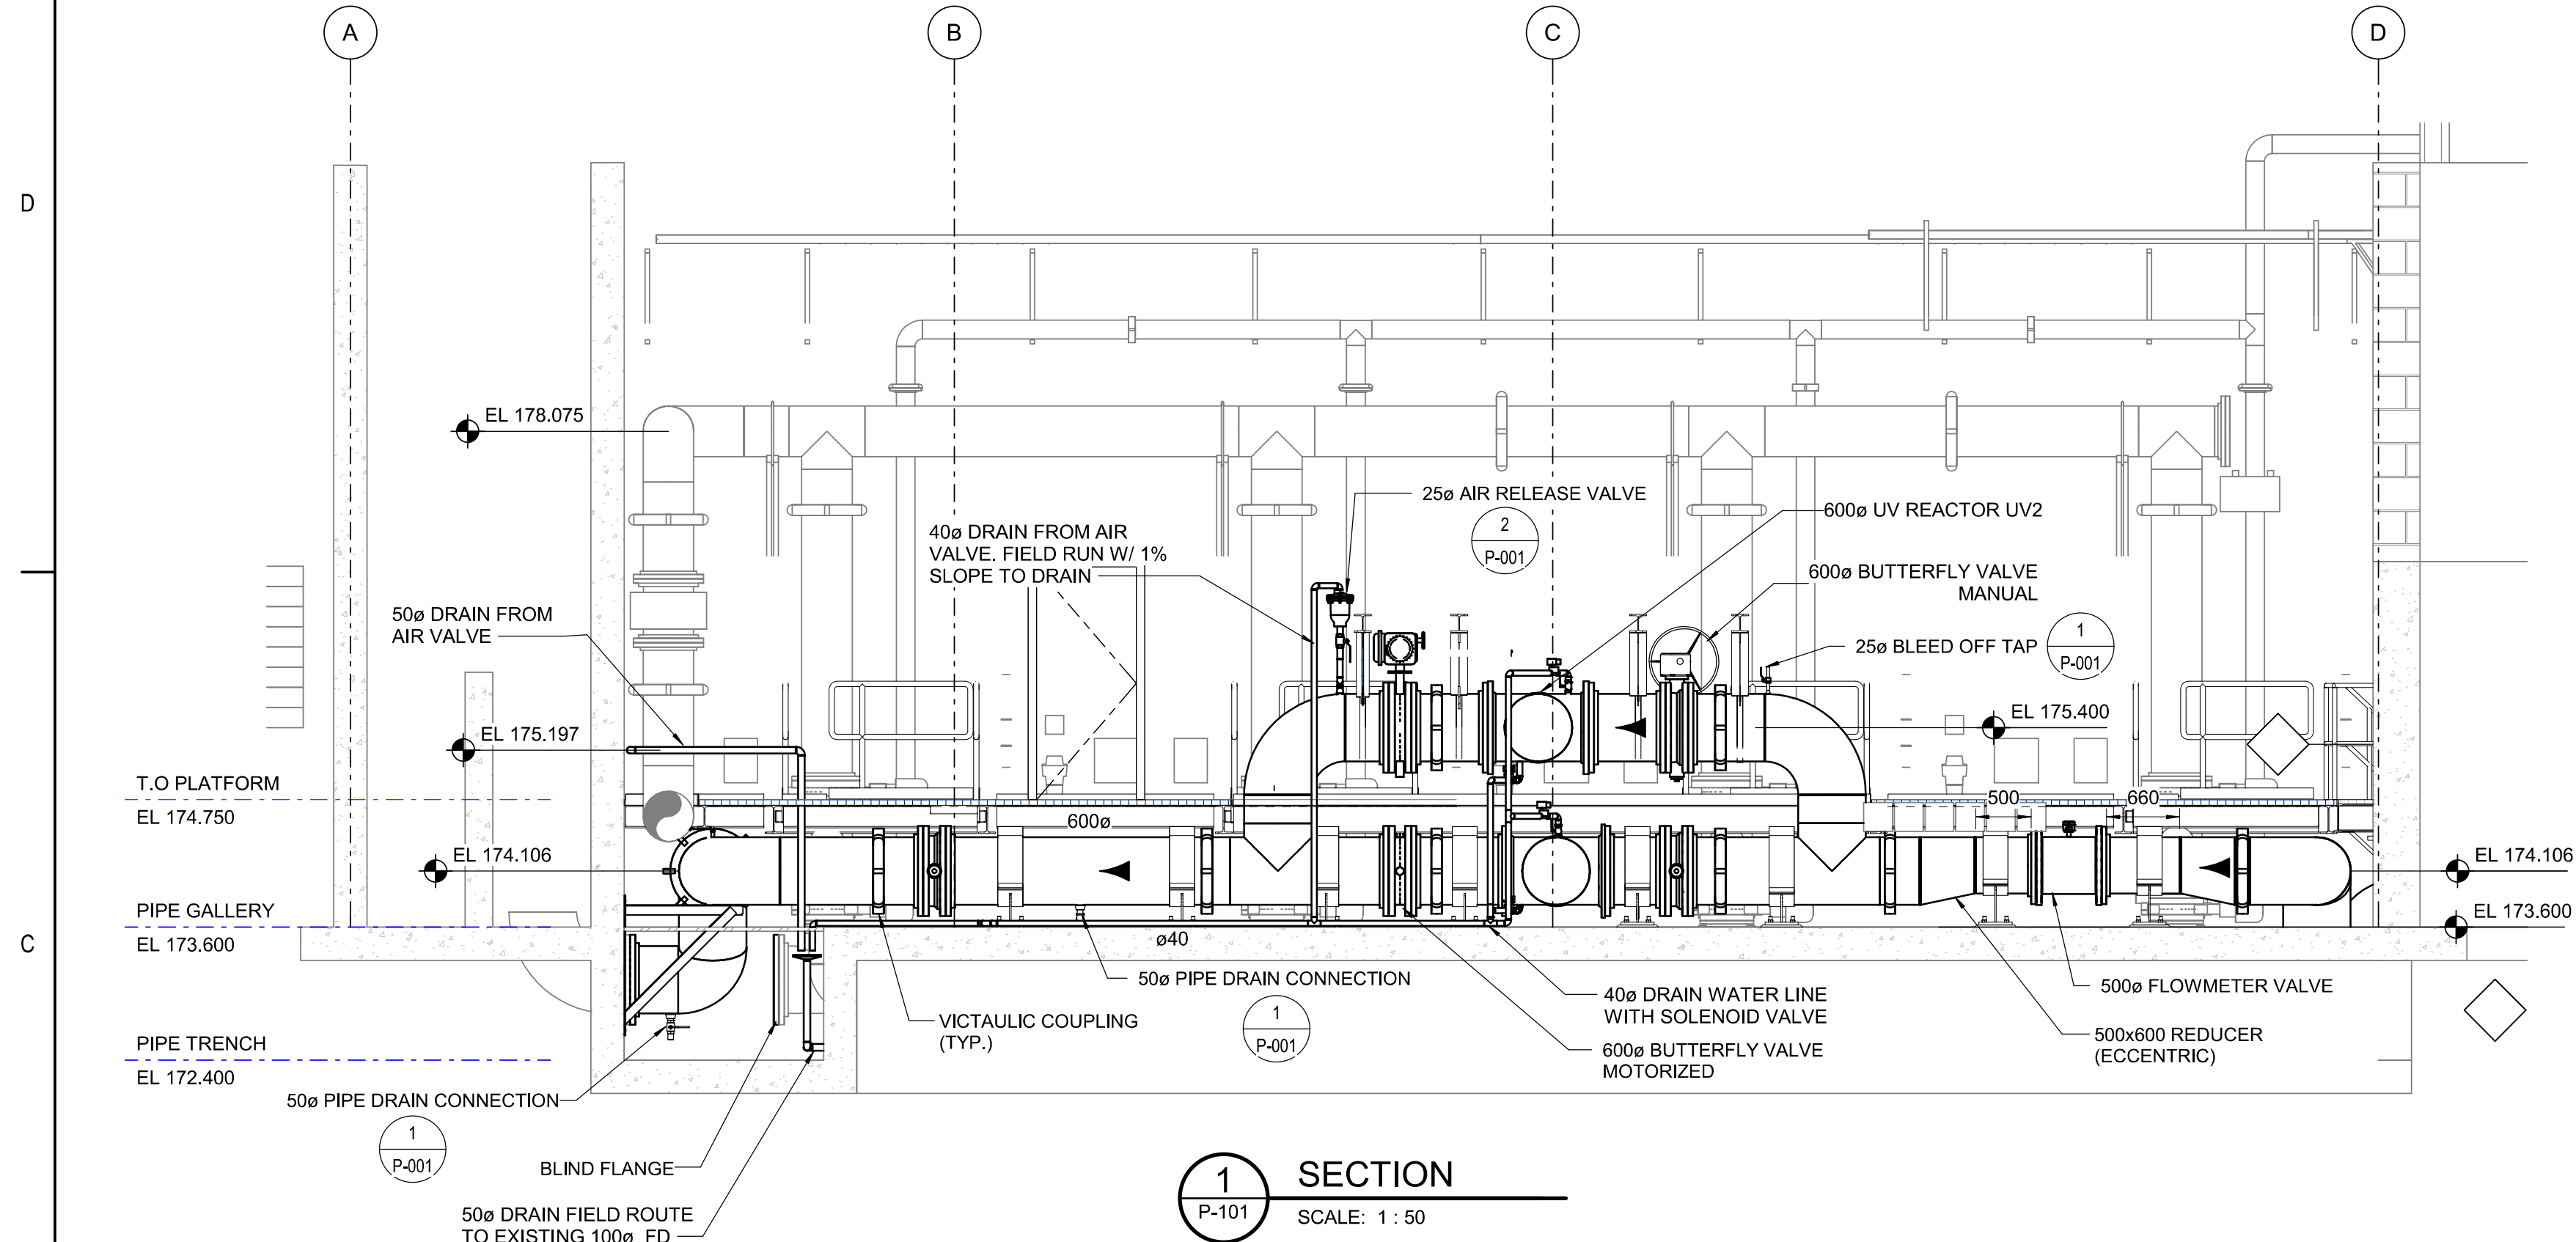 A
B
C
D
D
EL 178.075
25ø AIR RELEASE VALVE
2
P-001
600ø UV REACTOR UV2
40ø DRAIN FROM AIR
VALVE. FIELD RUN W/ 1%
SLOPE TO DRAIN
600ø BUTTERFLY VALVE
MANUAL
50ø DRAIN FROM
AIR VALVE
25ø BLEED OFF TAP
1
P-001
EL 175.400
EL 175.197
T.O PLATFORM
EL 174.750
500
660
600ø
EL 174.106
EL 174.106
PIPE GALLERY
EL 173.600
EL 173.600
C
ø40
50ø PIPE DRAIN CONNECTION
1
P-001
VICTAULIC COUPLING
(TYP.)
40ø DRAIN WATER LINE
WITH SOLENOID VALVE
500ø FLOWMETER VALVE
500x600 REDUCER
(ECCENTRIC)
600ø BUTTERFLY VALVE
MOTORIZED
PIPE TRENCH
EL 172.400
50ø PIPE DRAIN CONNECTION
1
P-001
BLIND FLANGE
50ø DRAIN FIELD ROUTE
TO EXISTING 100ø FD
1
P-101
SECTION
SCALE: 1 : 50